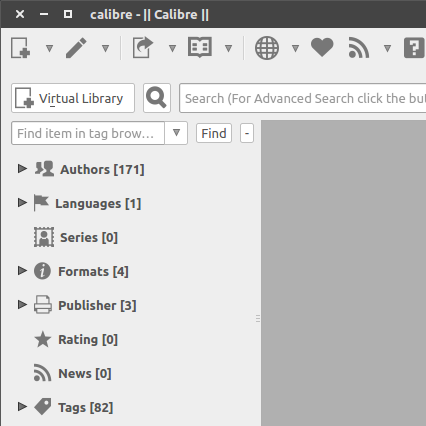 calibre - || Calibre ||
Virtual Library
Search (For Advanced Search click the but
Find item in tag brow...
Find
-
Authors [171]
Languages [1]
Series [0]
Formats [4]
Publisher [3]
Rating [0]
News [0]
Tags [82]